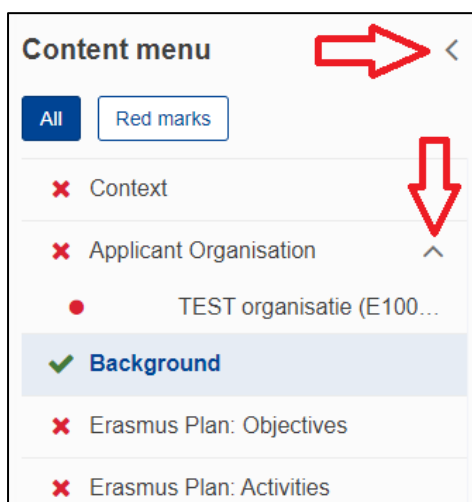 Content menu
All Red marks
Context
Applicant Organisation
TEST organisatie (E100...
Background
Erasmus Plan: Objectives
Erasmus Plan: Activities